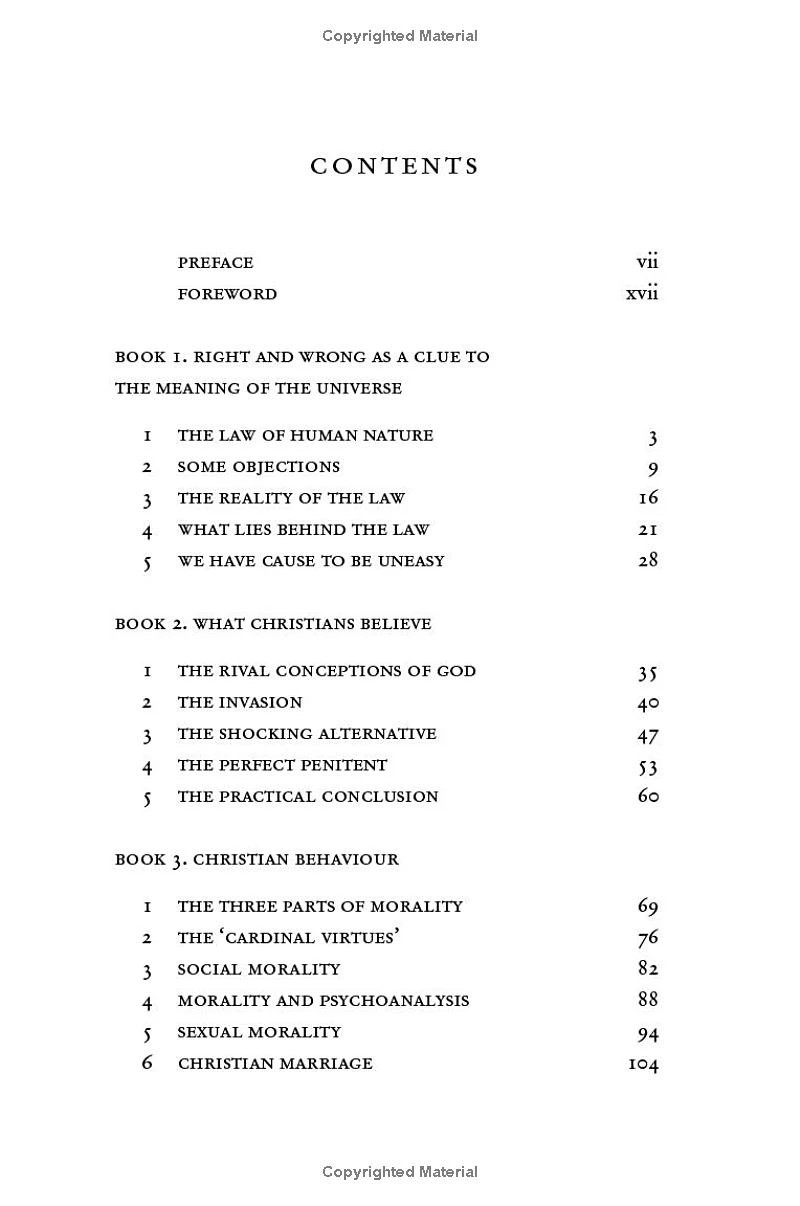 Copyrighted Material
CONTENTS
PREFACE vii
FOREWORD xvii
BOOK 1. RIGHT AND WRONG AS A CLUE TO
THE MEANING OF THE UNIVERSE
1 THE LAW OF HUMAN NATURE 3
2 SOME OBJECTIONS 9
3 THE REALITY OF THE LAW 16
4 WHAT LIES BEHIND THE LAW 21
5 WE HAVE CAUSE TO BE UNEASY 28
BOOK 2. WHAT CHRISTIANS BELIEVE
1 THE RIVAL CONCEPTIONS OF GOD 35
2 THE INVASION 40
3 THE SHOCKING ALTERNATIVE 47
4 THE PERFECT PENITENT 53
5 THE PRACTICAL CONCLUSION 60
BOOK 3. CHRISTIAN BEHAVIOUR
1 THE THREE PARTS OF MORALITY 69
2 THE ‘CARDINAL VIRTUES’ 76
3 SOCIAL MORALITY 82
4 MORALITY AND PSYCHOANALYSIS 88
5 SEXUAL MORALITY 94
6 CHRISTIAN MARRIAGE 104
Copyrighted Material